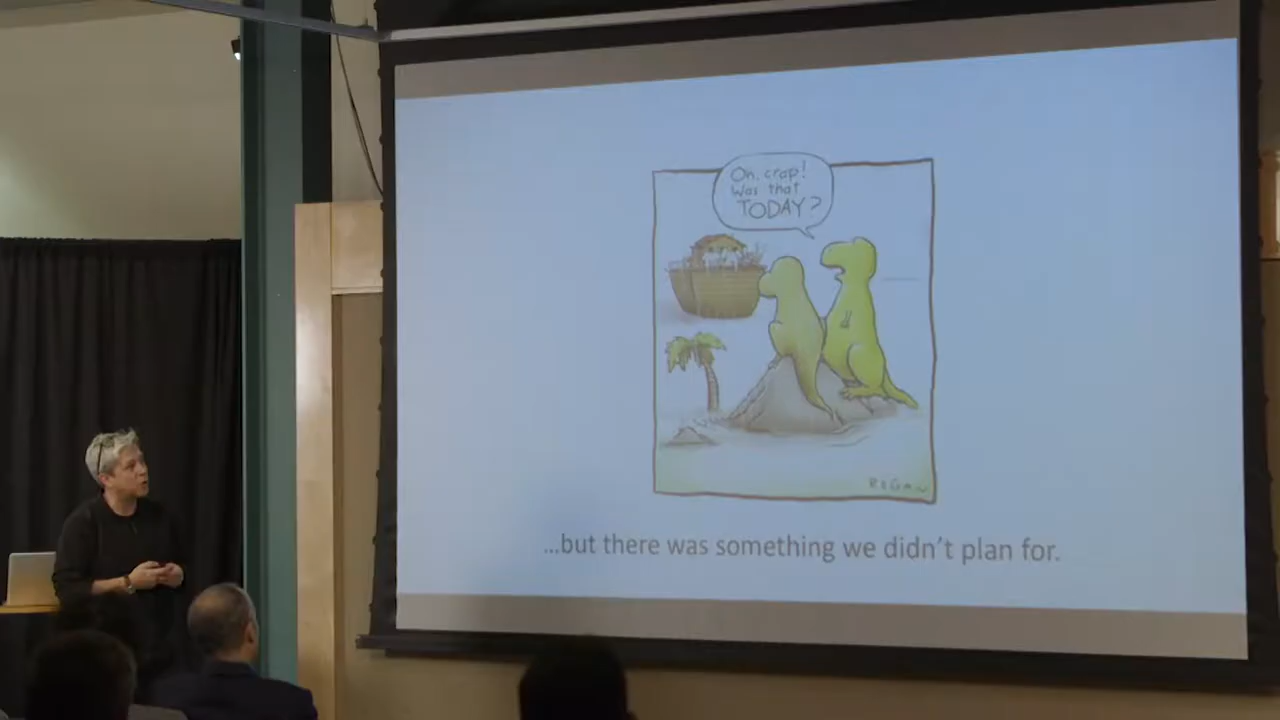 Oh, crap!
Was that
TODAY?
REGAN
…but there was something we didn't plan for.